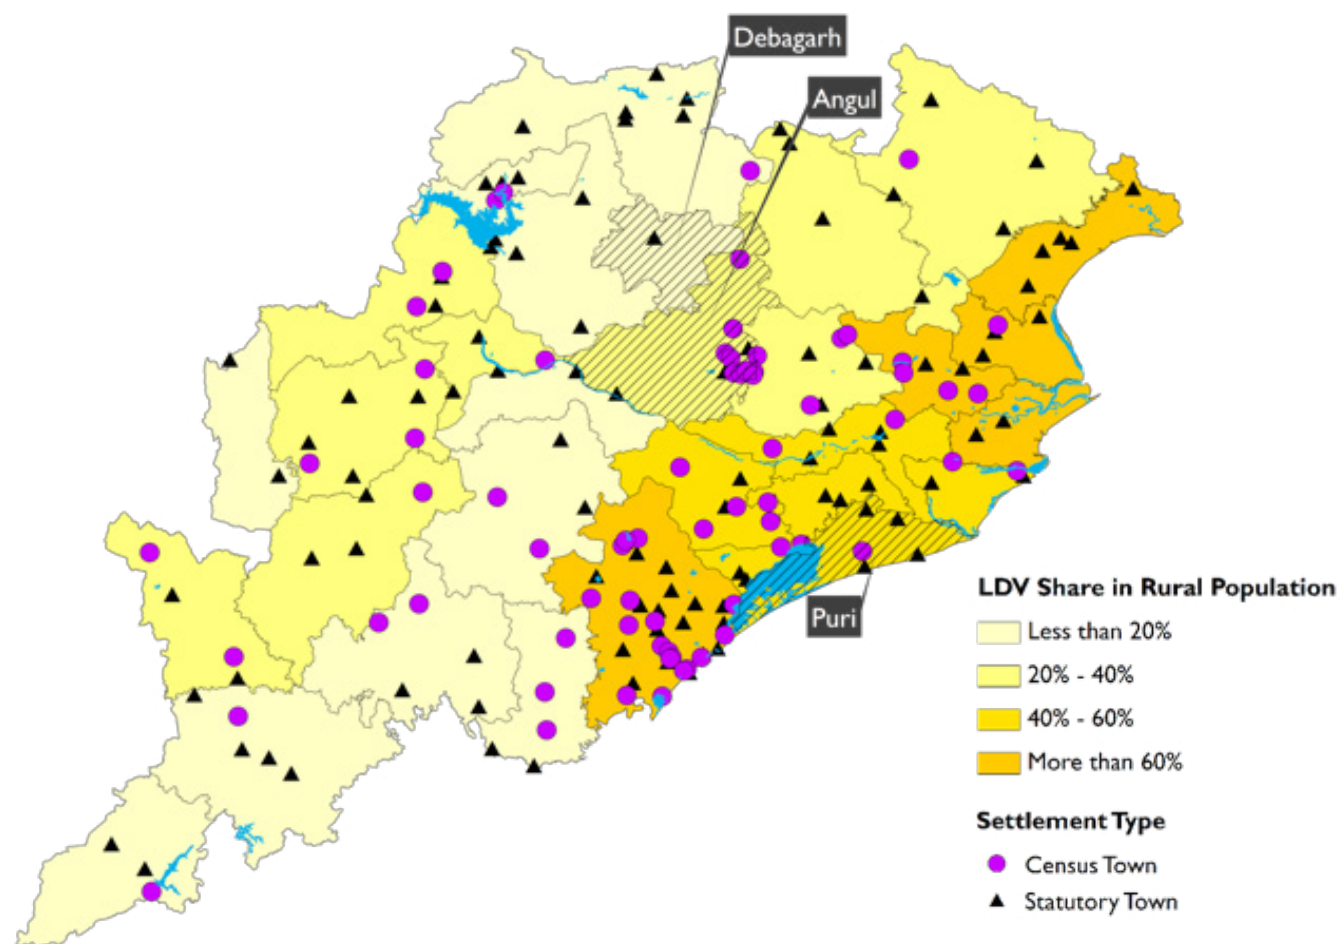 Debagarh
Angul
Puri
LDV Share in Rural Population
Less than 20%
20% - 40%
40% - 60%
More than 60%
Settlement Type
Census Town
Statutory Town